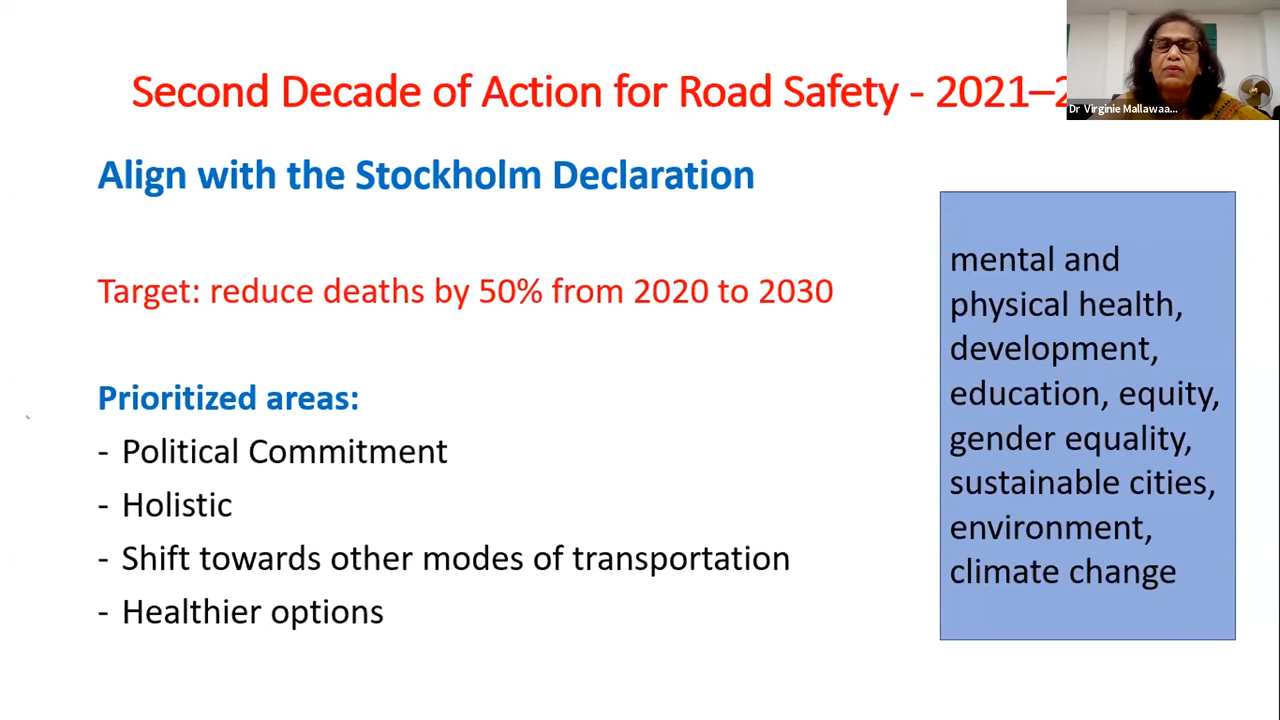 Second Decade of Action for Road Safety - 2021–2
Dr Virginie Mallawaa...
Align with the Stockholm Declaration
Target: reduce deaths by 50% from 2020 to 2030
Prioritized areas:
- Political Commitment
- Holistic
- Shift towards other modes of transportation
- Healthier options
mental and
physical health,
development,
education, equity,
gender equality,
sustainable cities,
environment,
climate change